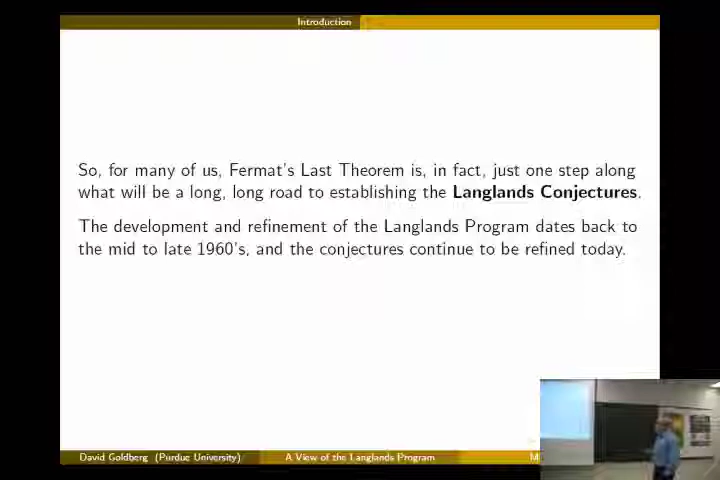 Introduction
So, for many of us, Fermat's Last Theorem is, in fact, just one step along
what will be a long, long road to establishing the Langlands Conjectures.
The development and refinement of the Langlands Program dates back to
the mid to late 1960's, and the conjectures continue to be refined today.
David Goldberg (Purdue University) A View of the Langlands Program